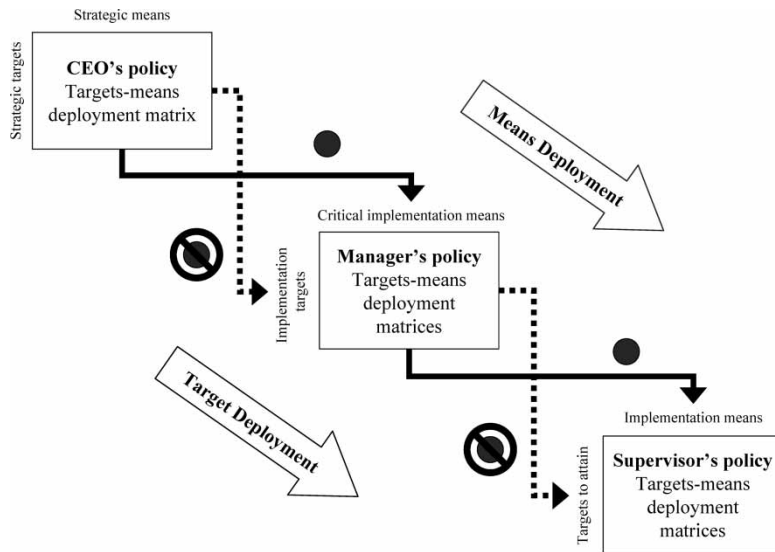 Strategic means
Strategic targets
CEO's policy
Targets-means
deployment matrix
Means Deployment
Critical implementation means
Implementation
targets
Manager's policy
Targets-means
deployment
matrices
Target Deployment
Implementation means
Targets to attain
Supervisor's policy
Targets-means
deployment
matrices